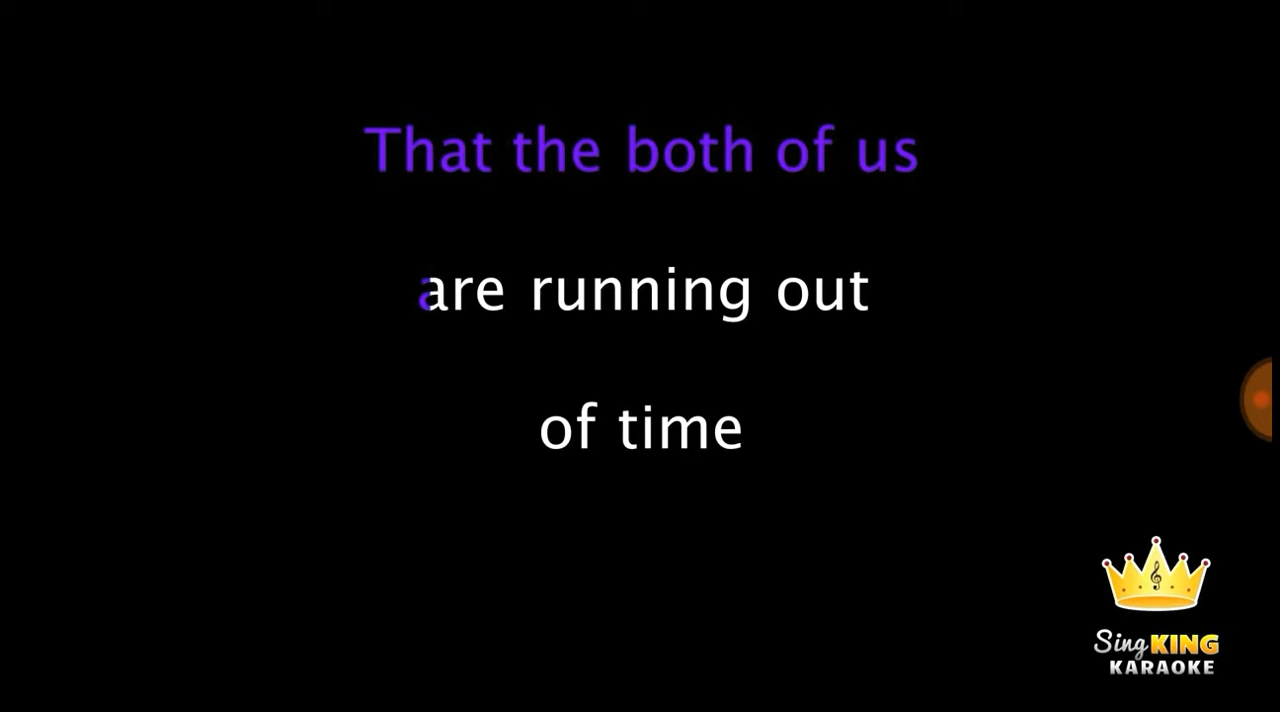 That the both of us
are running out
of time
Sing KING
KARAOKE